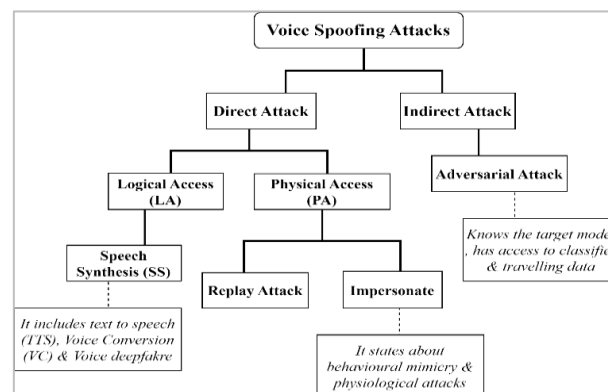 Voice Spoofing Attacks
Direct Attack
Indirect Attack
Logical Access
(LA)
Physical Access
(PA)
Adversarial Attack
Speech
Synthesis (SS)
Replay Attack
Impersonate
Knows the target mode
, has access to classifie
& travelling data
It includes text to speech
(TTS), Voice Conversion
(VC) & Voice deepfakre
It states about
behavioural mimicry &
physiological attacks